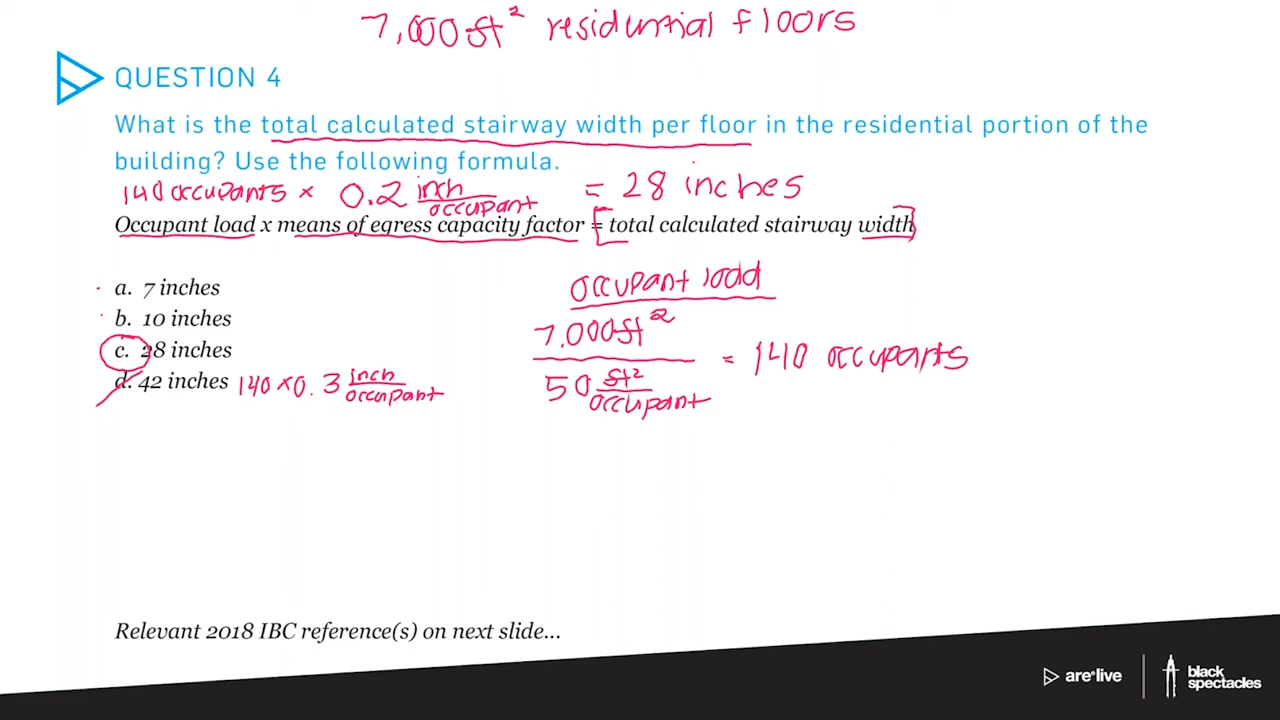 7,000 ft² residential floors
QUESTION 4
What is the total calculated stairway width per floor in the residential portion of the
building? Use the following formula.
140 occupants × 0.2 inch/occupant = 28 inches
Occupant load x means of egress capacity factor = total calculated stairway width
a. 7 inches
b. 10 inches
c. 28 inches
d. 42 inches 140 × 0.3 inch/occupant
occupant load
7,000 ft²
50 ft²/occupant = 140 occupants
Relevant 2018 IBC reference(s) on next slide...
are•live
black
spectacles